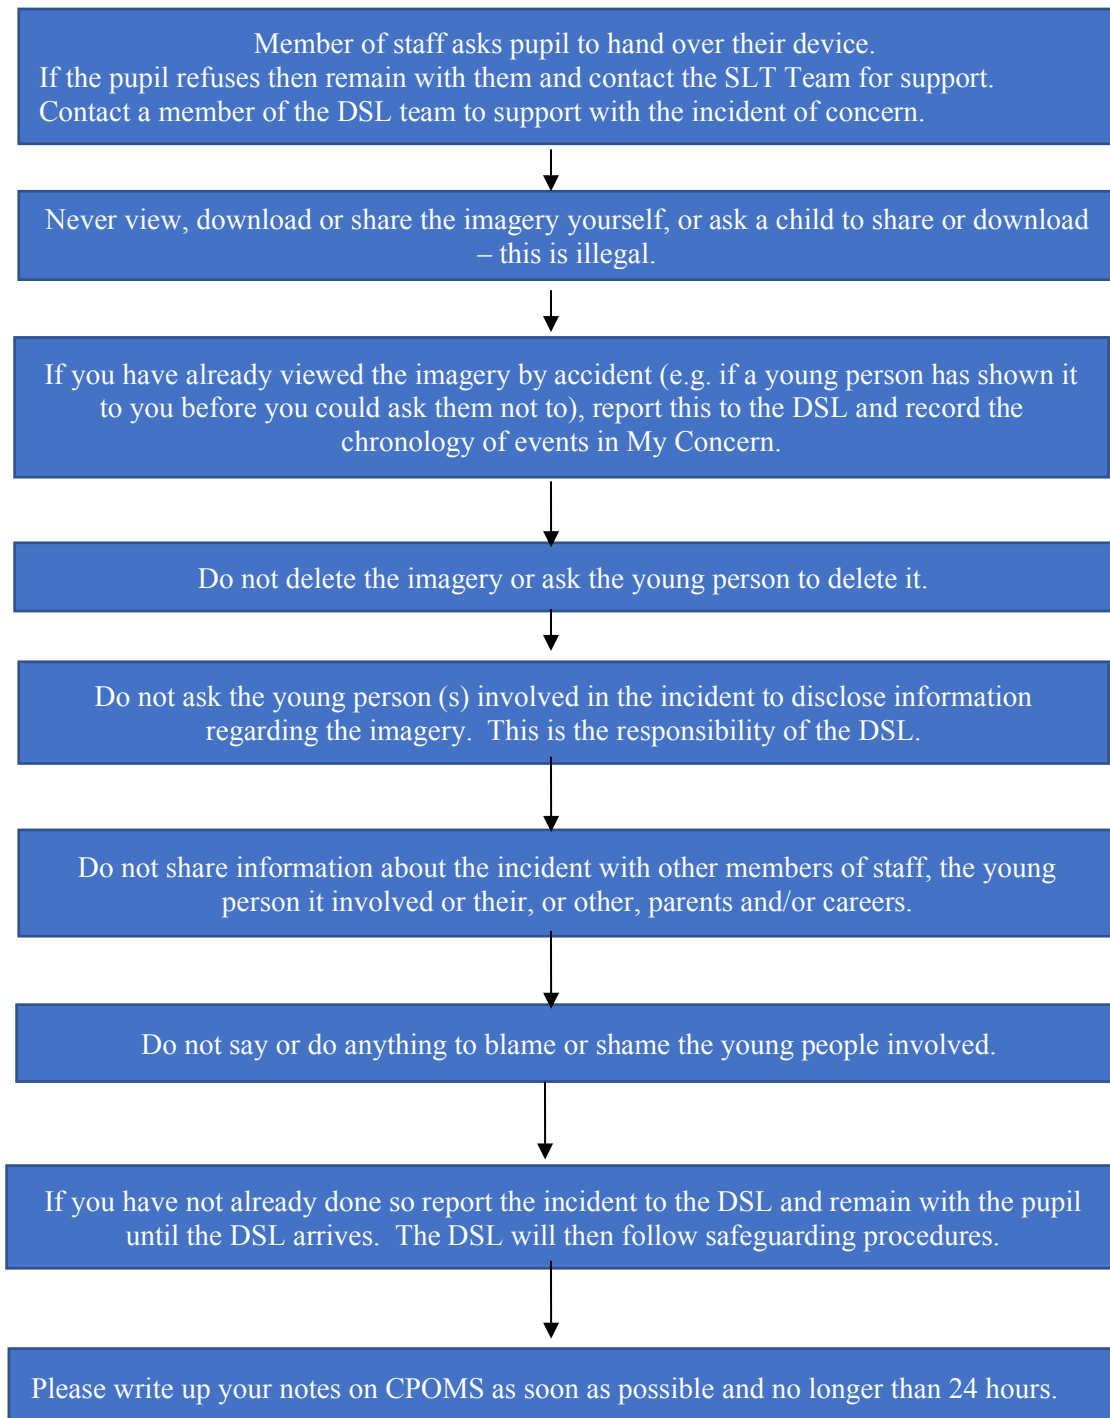 Member of staff asks pupil to hand over their device.
If the pupil refuses then remain with them and contact the SLT Team for support.
Contact a member of the DSL team to support with the incident of concern.
Never view, download or share the imagery yourself, or ask a child to share or download
– this is illegal.
If you have already viewed the imagery by accident (e.g. if a young person has shown it
to you before you could ask them not to), report this to the DSL and record the
chronology of events in My Concern.
Do not delete the imagery or ask the young person to delete it.
Do not ask the young person (s) involved in the incident to disclose information
regarding the imagery.  This is the responsibility of the DSL.
Do not share information about the incident with other members of staff, the young
person it involved or their, or other, parents and/or careers.
Do not say or do anything to blame or shame the young people involved.
If you have not already done so report the incident to the DSL and remain with the pupil
until the DSL arrives.  The DSL will then follow safeguarding procedures.
Please write up your notes on CPOMS as soon as possible and no longer than 24 hours.